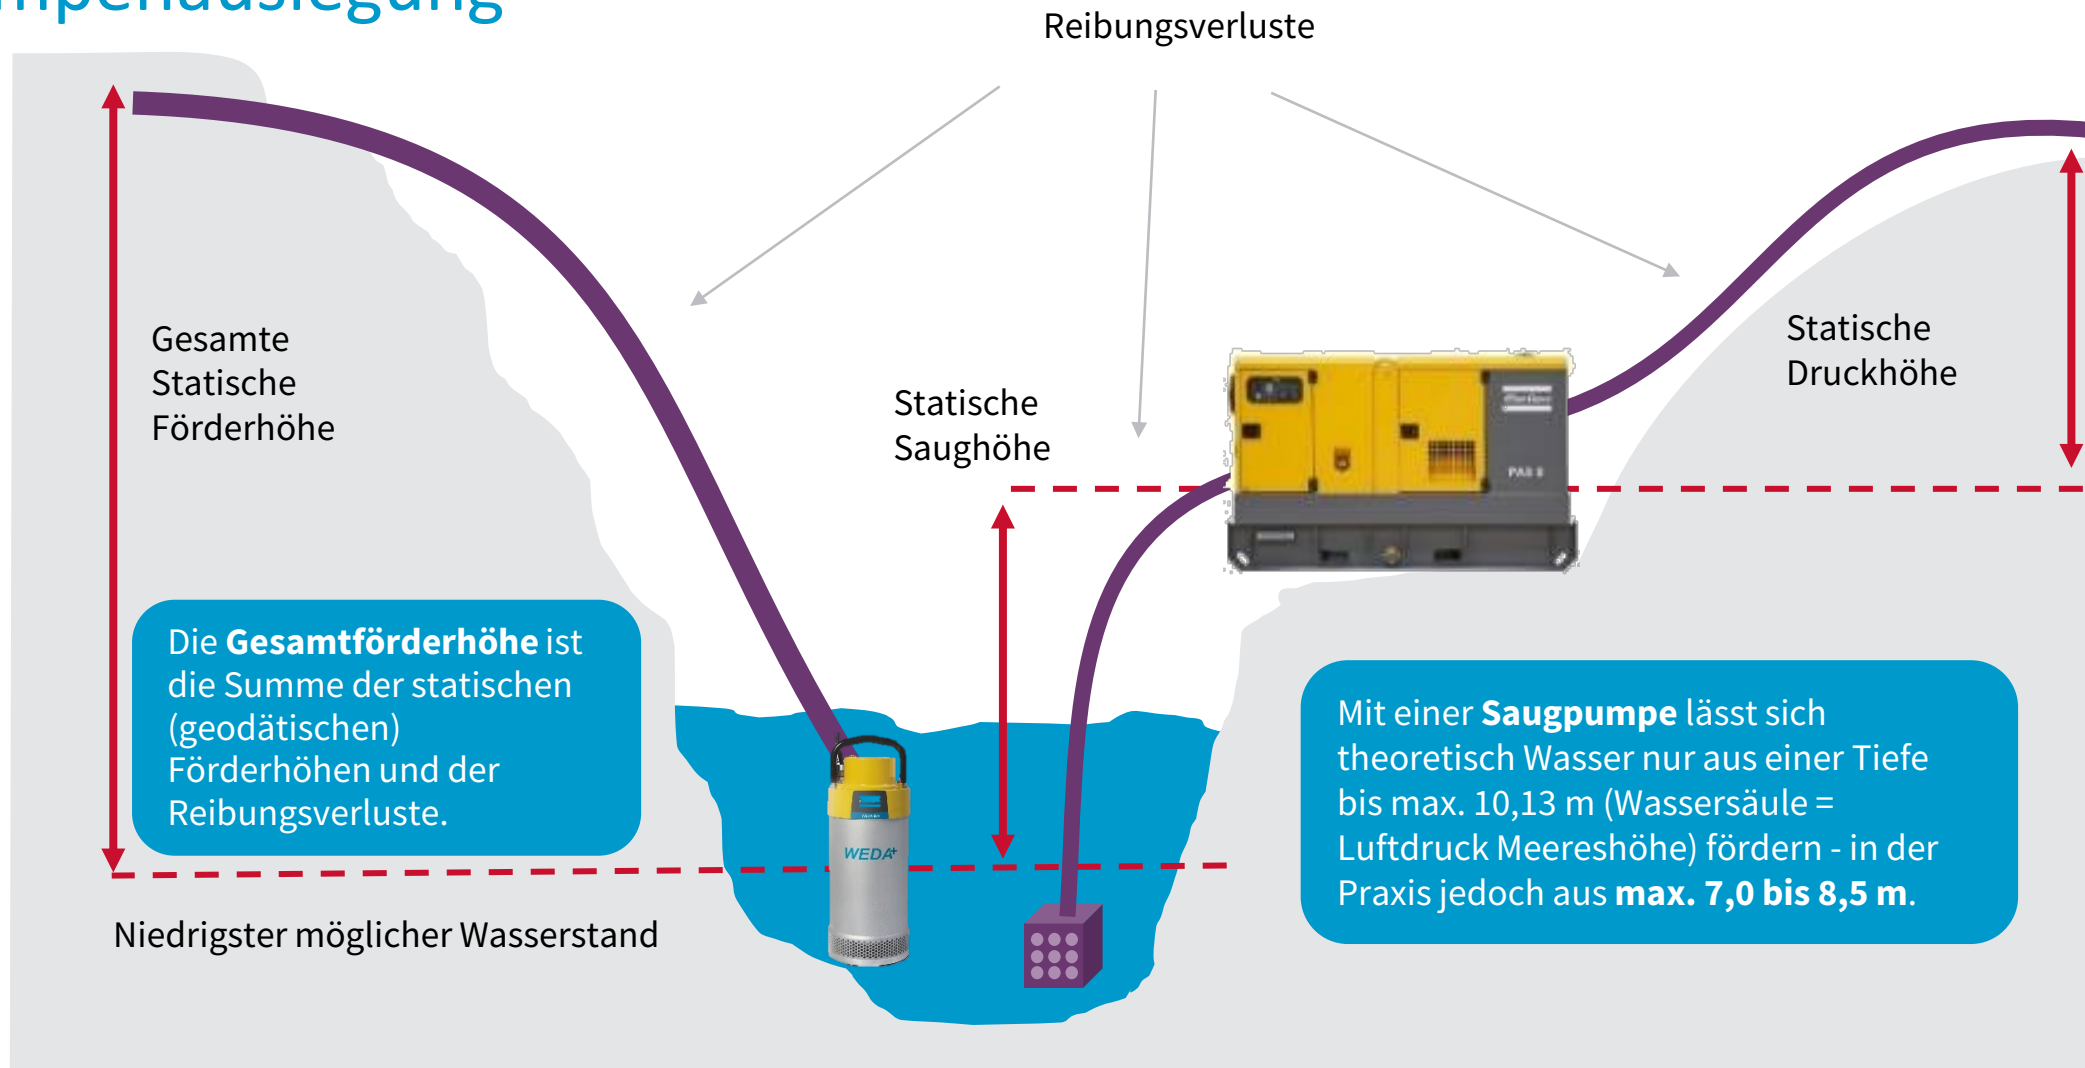 Reibungsverluste
Gesamte
Statische
Förderhöhe
Statische
Saughöhe
Statische
Druckhöhe
PAS 8
Die Gesamtförderhöhe ist
die Summe der statischen
(geodätischen)
Förderhöhen und der
Reibungsverluste.
WEDA+
Mit einer Saugpumpe lässt sich
theoretisch Wasser nur aus einer Tiefe
bis max. 10,13 m (Wassersäule =
Luftdruck Meereshöhe) fördern - in der
Praxis jedoch aus max. 7,0 bis 8,5 m.
Niedrigster möglicher Wasserstand